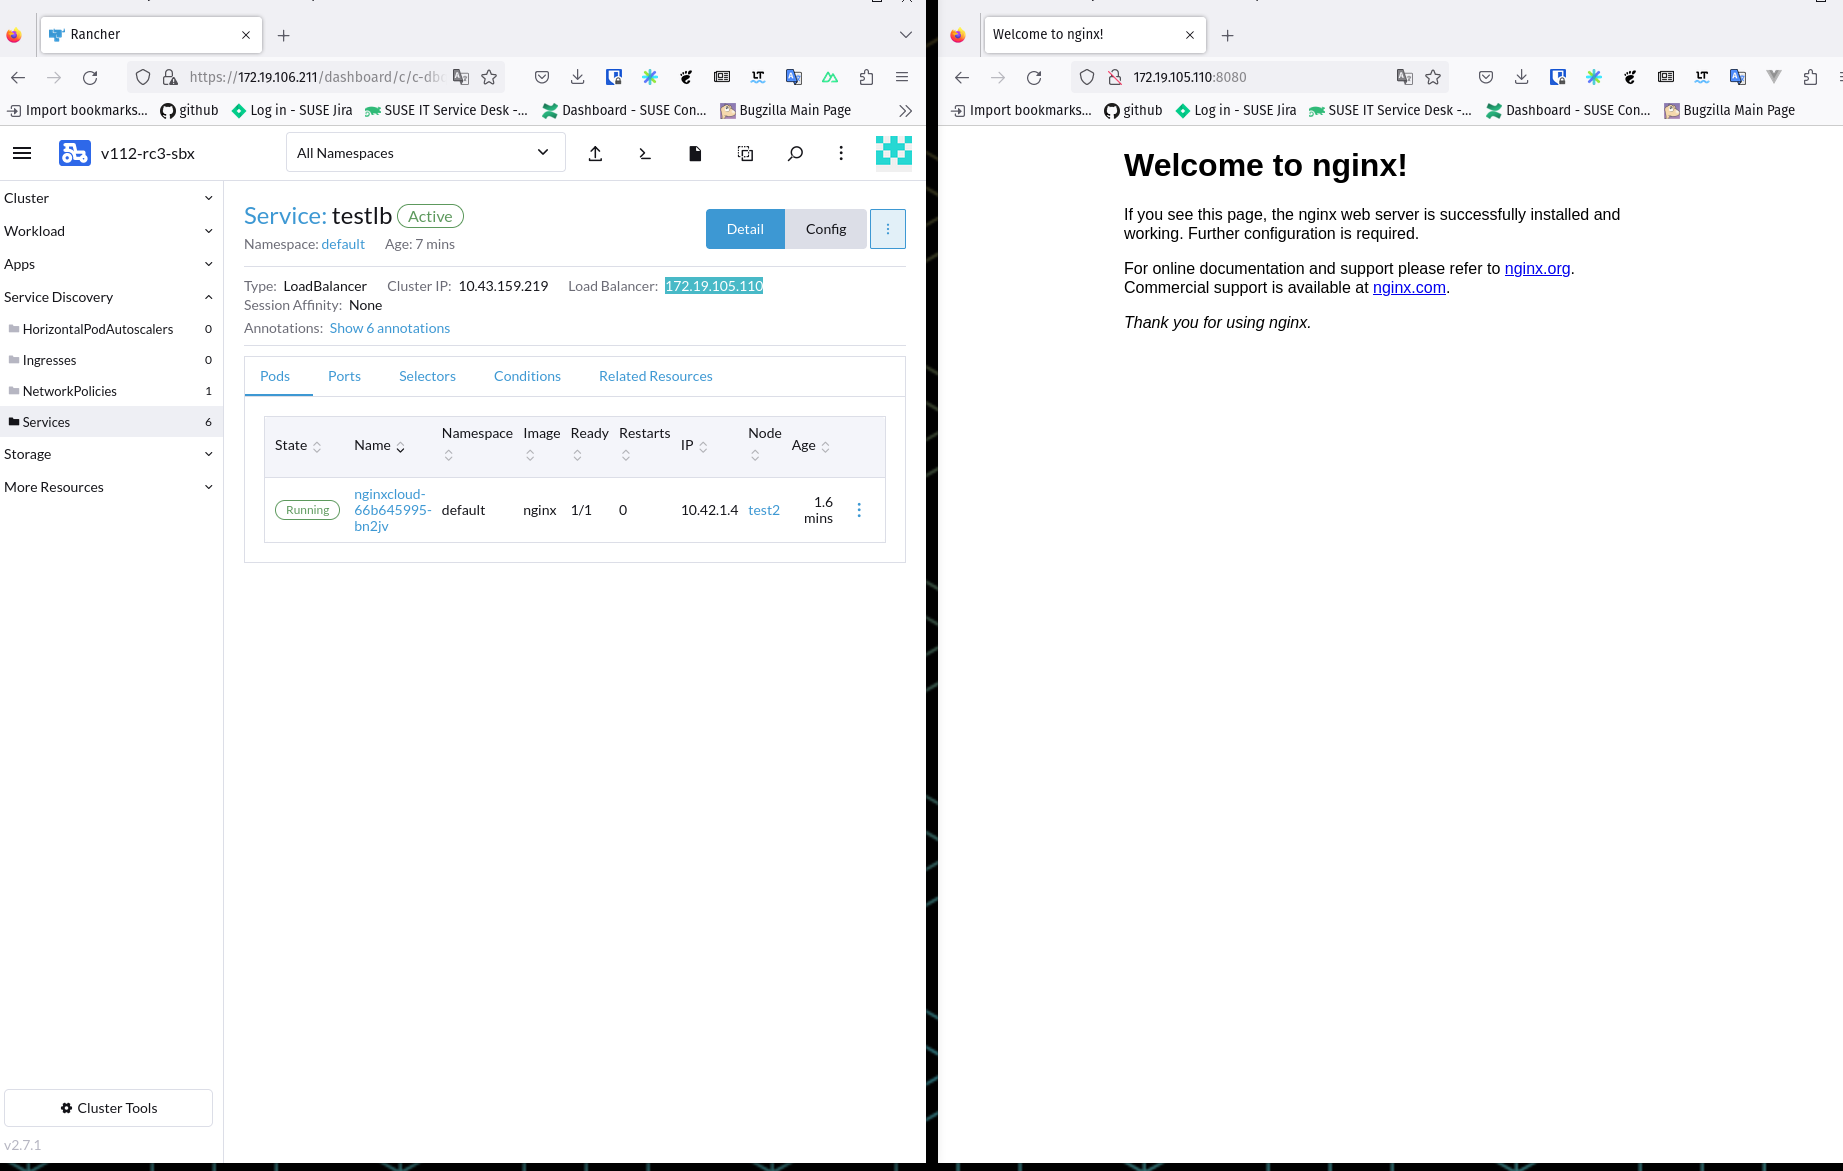 Rancher
https://172.19.106.211/dashboard/c/c-dbc
Import bookmarks... github Log in - SUSE Jira SUSE IT Service Desk -... Dashboard - SUSE Con... Bugzilla Main Page
v112-rc3-sbx
All Namespaces
Cluster
Workload
Apps
Service Discovery
HorizontalPodAutoscalers 0
Ingresses 0
NetworkPolicies 1
Services 6
Storage
More Resources
Cluster Tools
v2.7.1
Service: testlb Active
Namespace: default Age: 7 mins
Detail Config
Type: LoadBalancer Cluster IP: 10.43.159.219 Load Balancer: 172.19.105.110
Session Affinity: None
Annotations: Show 6 annotations
Pods Ports Selectors Conditions Related Resources
State Name Namespace Image Ready Restarts IP Node Age
Running nginxcloud-66b645995-bn2jv default nginx 1/1 0 10.42.1.4 test2 1.6 mins
Welcome to nginx!
172.19.105.110:8080
Import bookmarks... github Log in - SUSE Jira SUSE IT Service Desk -... Dashboard - SUSE Con... Bugzilla Main Page
Welcome to nginx!
If you see this page, the nginx web server is successfully installed and
working. Further configuration is required.
For online documentation and support please refer to nginx.org.
Commercial support is available at nginx.com.
Thank you for using nginx.